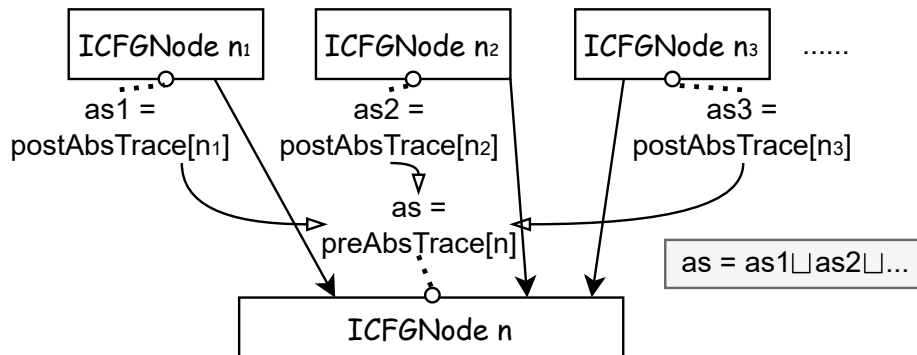 ICFGNode n1
ICFGNode n2
ICFGNode n3
......
as1 =
postAbsTrace[n1]
as2 =
postAbsTrace[n2]
as3 =
postAbsTrace[n3]
as =
preAbsTrace[n]
as = as1⊔as2⊔...
ICFGNode n